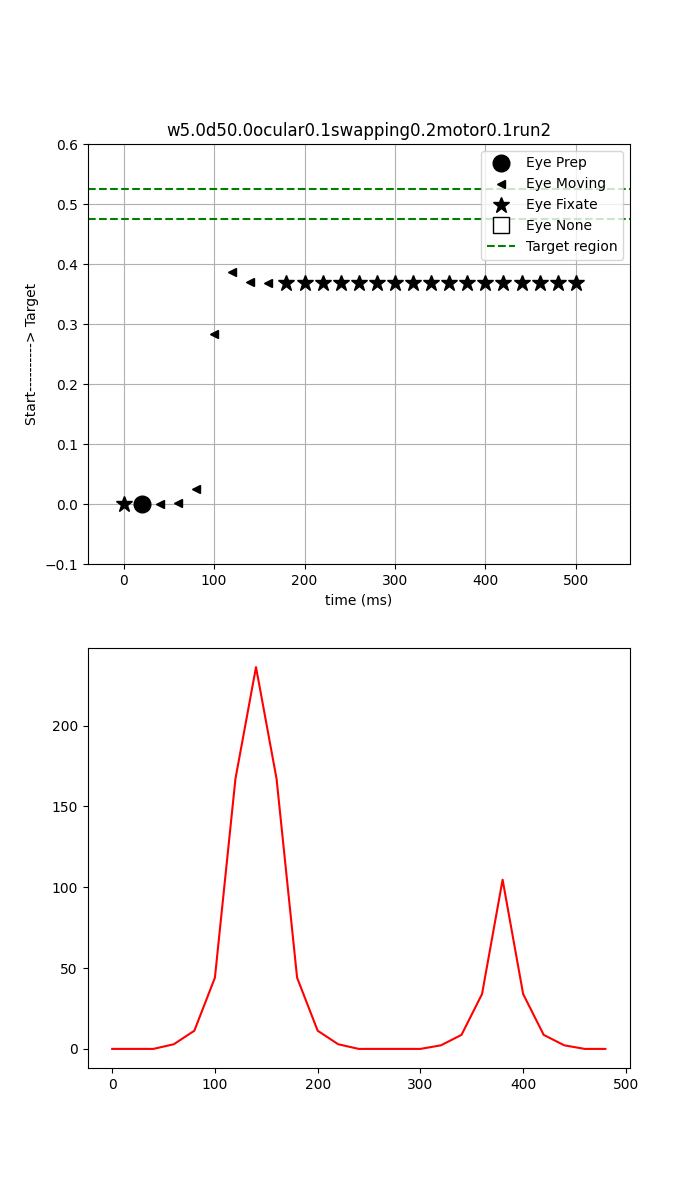 w5.0d50.0ocular0.1swapping0.2motor0.1run2
0.6
0.5
0.4
0.3
0.2
0.1
0.0
−0.1
Start----------> Target
Eye Prep
Eye Moving
Eye Fixate
Eye None
Target region
0 100 200 300 400 500
time (ms)
200
150
100
50
0
0 100 200 300 400 500